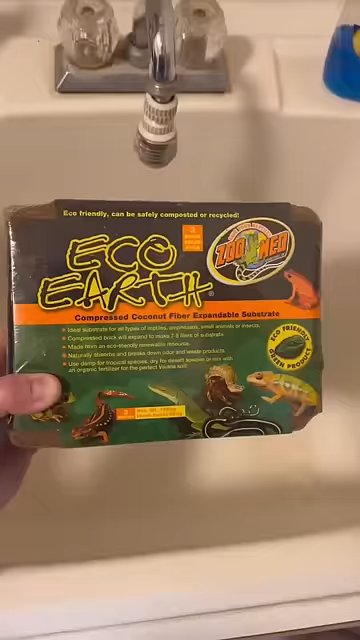 Eco friendly, can be safely composted or recycled!
3
ECO
EARTH®
ZOO MED
Compressed Coconut Fiber Expandable Substrate
Ideal substrate for all types of reptiles, amphibians, small animals or insects.
Compressed brick will expand to make 7-8 liters of substrate.
Made from an eco-friendly renewable resource.
Naturally absorbs and breaks down odor and waste products.
Use damp for tropical species, dry for desert species or mix with
an organic fertilizer for the perfect Vivaria soil!
ECO FRIENDLY
GREEN PRODUCT
3